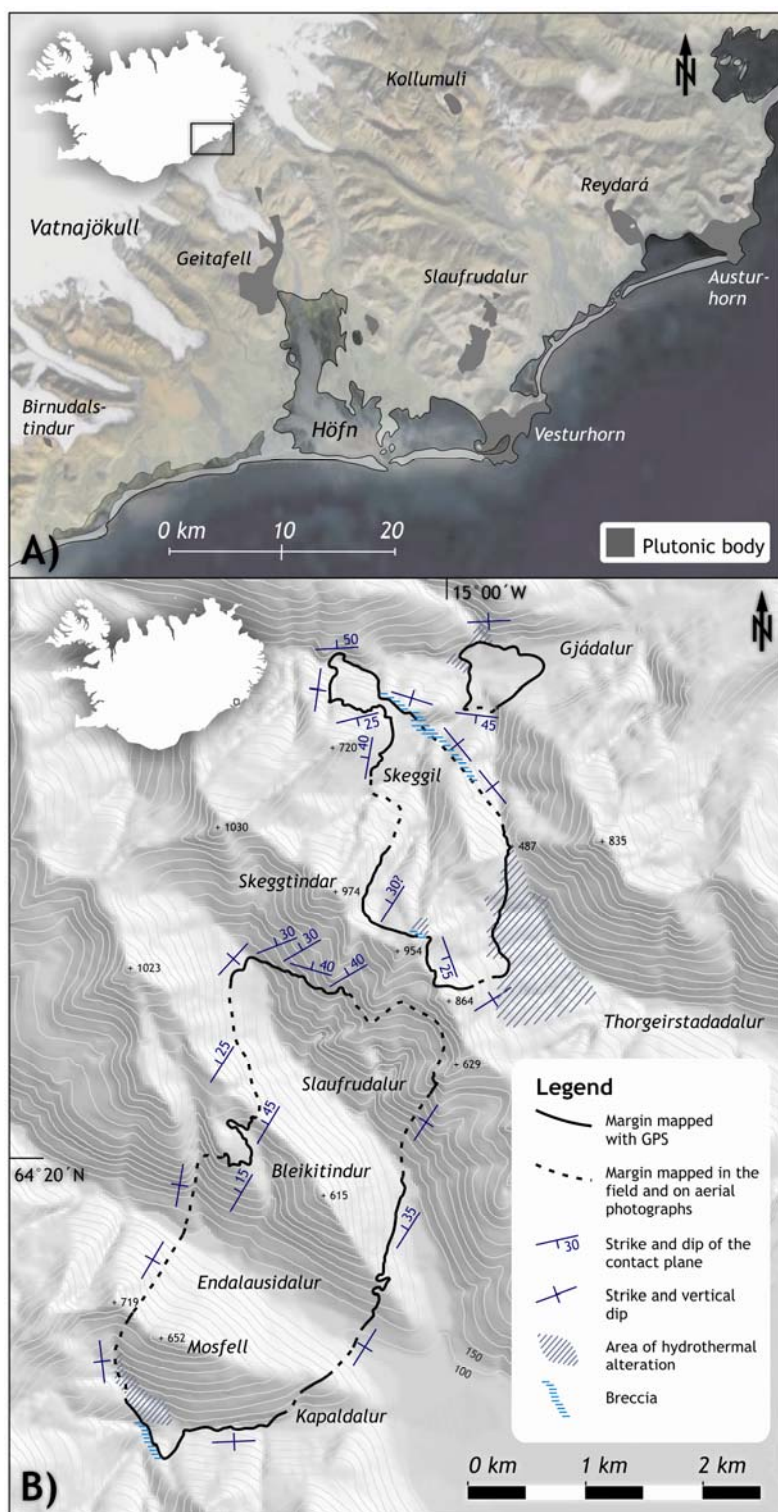 N
Kollumuli
Reydará
Vatnajökull
Geitafell
Slaufrudalur
Austur-
horn
Birnudals-
tindur
Höfn
Vesturhorn
0 km 10 20
A)
Plutonic body
15°00´W
N
50
Gjádalur
25
45
+ 720
40
Skeggil
+ 1030
487
+ 835
Skeggtindar
+ 974
30?
30
30
+ 954
25
40
40
+ 1023
+ 864
Thorgeirstadadalur
25
+ 629
Slaufrudalur
45
64°20´N
Bleikitindur
15
+ 615
35
Endalausidalur
+ 719
+ 652
Mosfell
150
100
Kapaldalur
Legend
Margin mapped
with GPS
Margin mapped in the
field and on aerial
photographs
30
Strike and dip of the
contact plane
Strike and vertical
dip
Area of hydrothermal
alteration
Breccia
B)
0 km 1 km 2 km